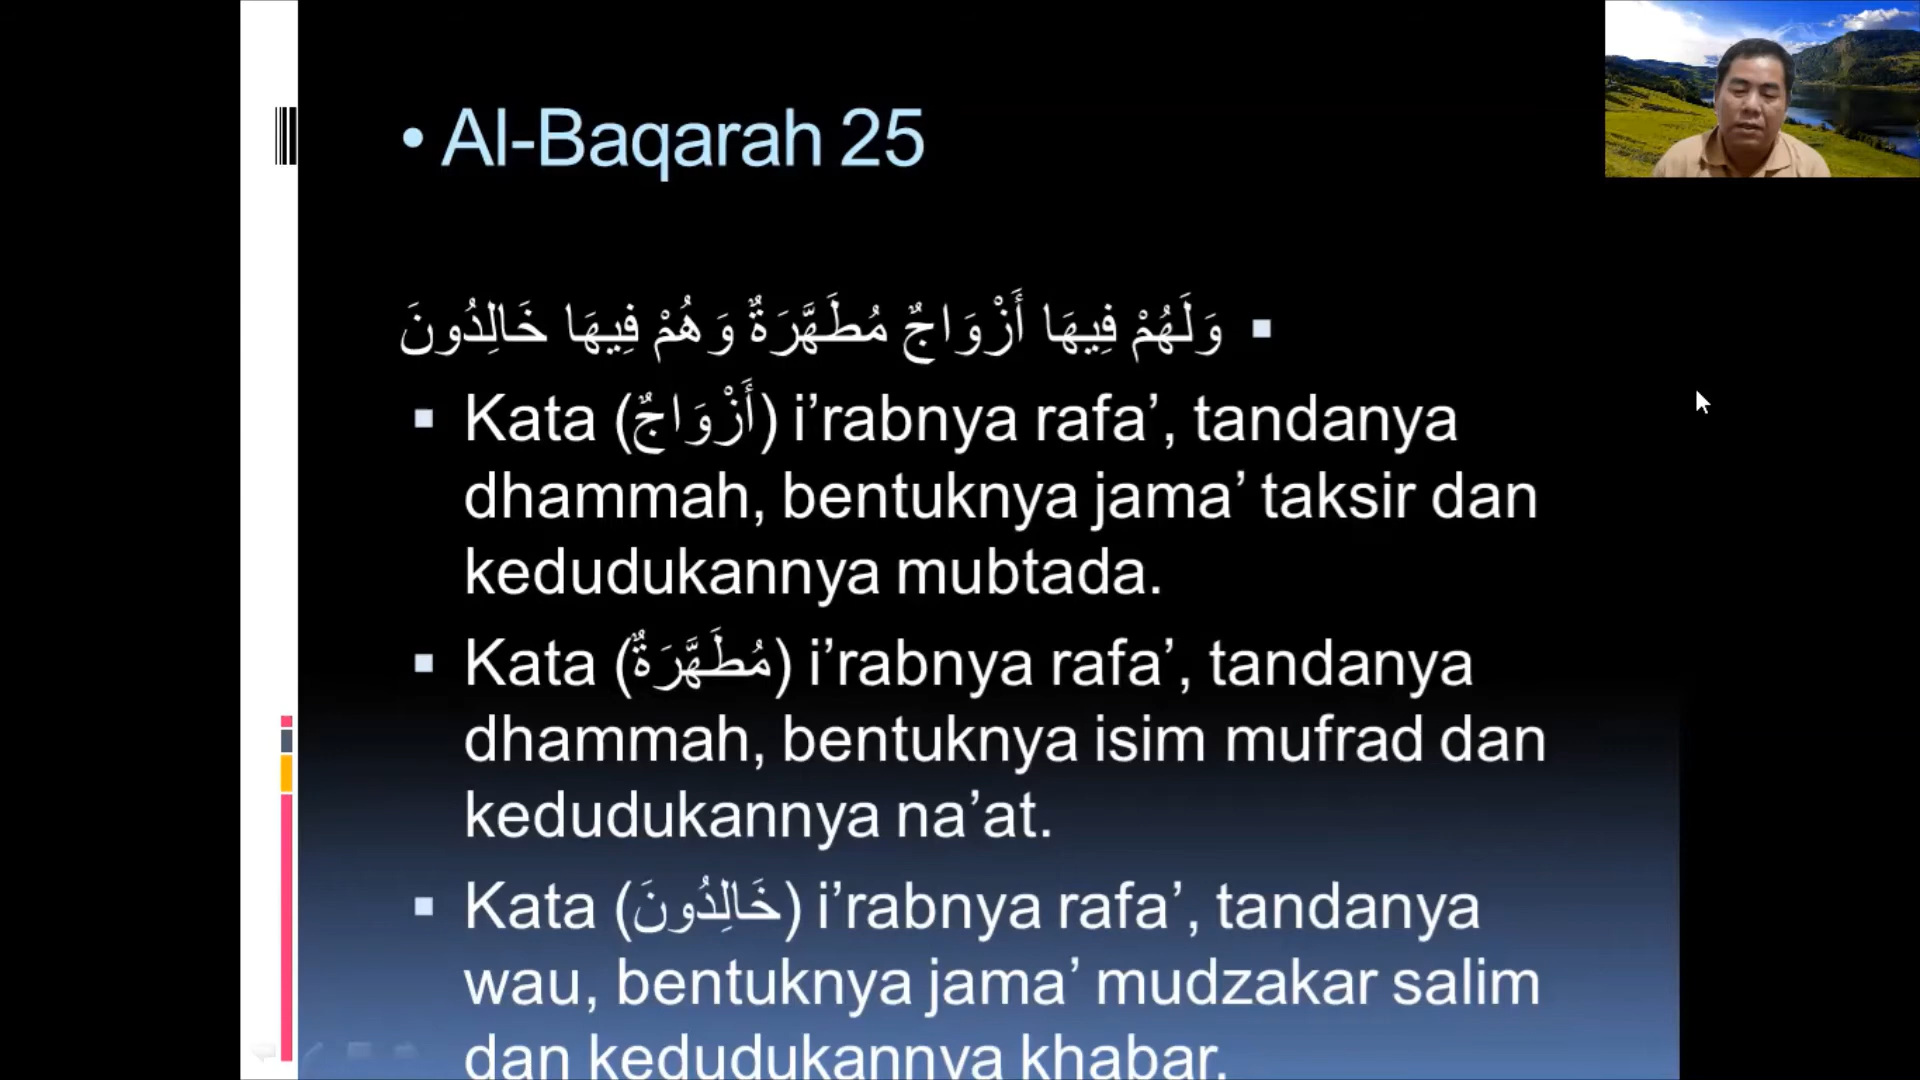 • Al-Baqarah 25
▪ وَلَهُمْ فِيهَا أَزْوَاجٌ مُطَهَّرَةٌ وَهُمْ فِيهَا خَالِدُونَ
▪ Kata (أَزْوَاجٌ) i’rabnya rafa’, tandanya
dhammah, bentuknya jama’ taksir dan
kedudukannya mubtada.
▪ Kata (مُطَهَّرَةٌ) i’rabnya rafa’, tandanya
dhammah, bentuknya isim mufrad dan
kedudukannya na’at.
▪ Kata (خَالِدُونَ) i’rabnya rafa’, tandanya
wau, bentuknya jama’ mudzakar salim
dan kedudukannya khabar.